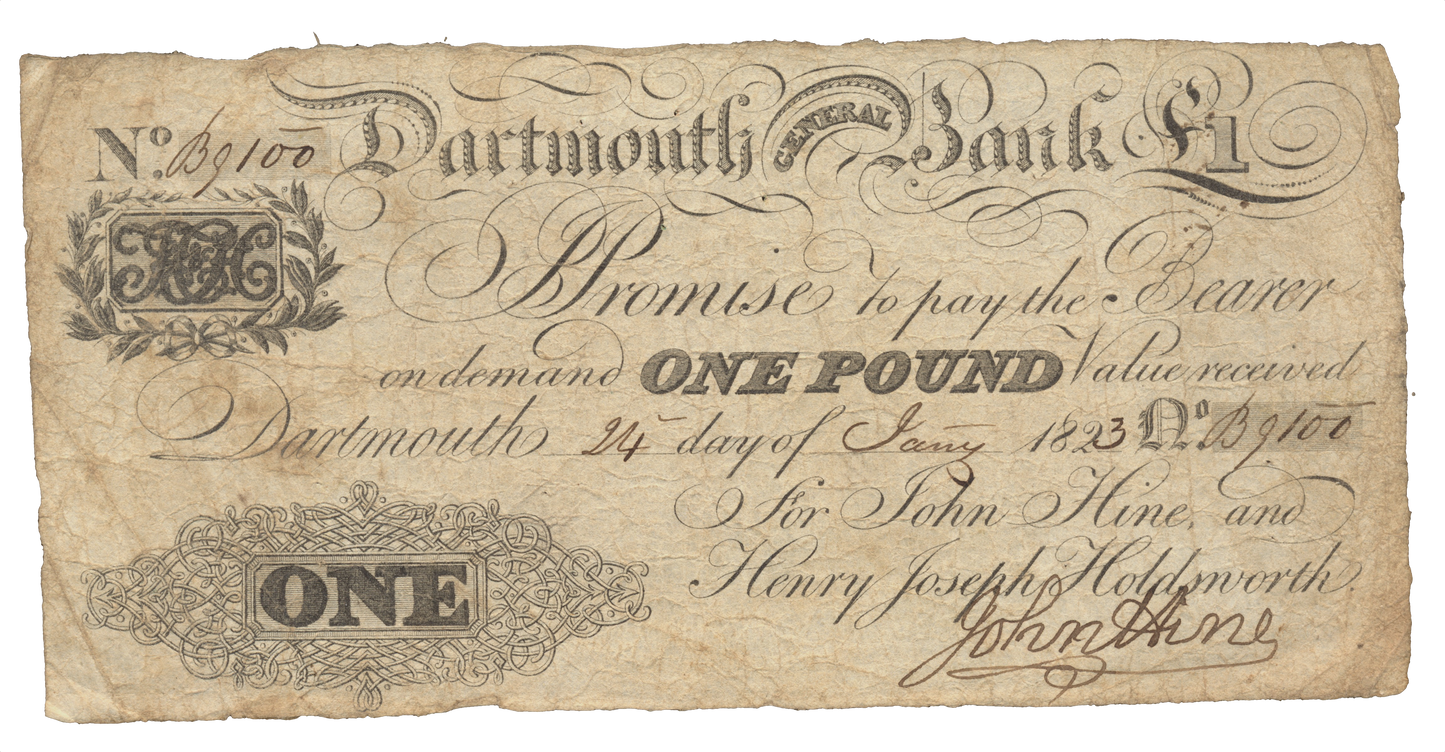 No. B9100 Dartmouth GENERAL Bank £1
I Promise to pay the Bearer
on demand ONE POUND Value received
Dartmouth 24 day of Jany 1823 No. B9100
For John Hine, and
Henry Joseph Holdsworth.
ONE
John Hine